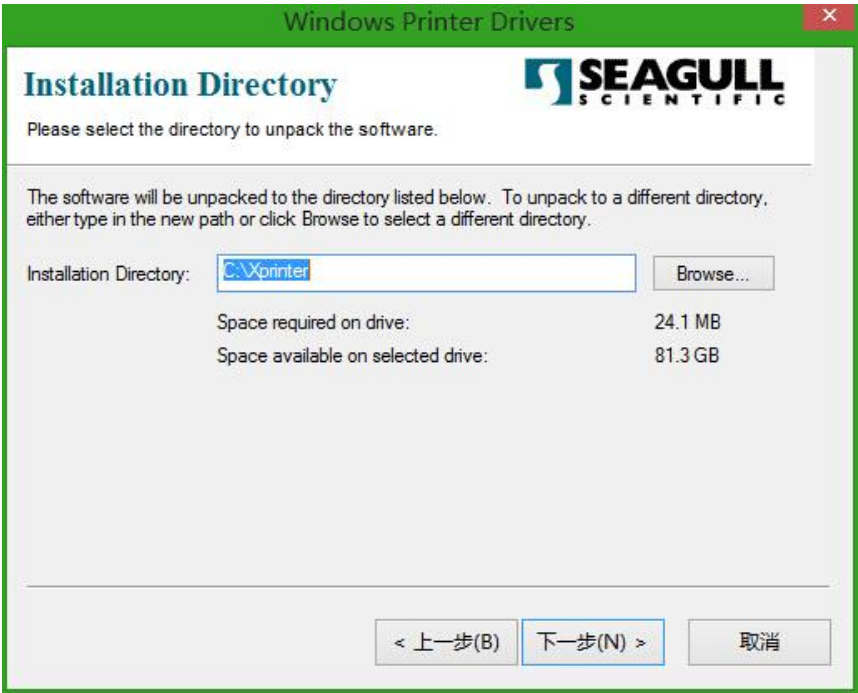 Windows Printer Drivers
Installation Directory
SEAGULL
SCIENTIFIC
Please select the directory to unpack the software.
The software will be unpacked to the directory listed below. To unpack to a different directory,
either type in the new path or click Browse to select a different directory.
Installation Directory: C:\Xprinter Browse...
Space required on drive: 24.1 MB
Space available on selected drive: 81.3 GB
< 上一步(B) 下一步(N) > 取消